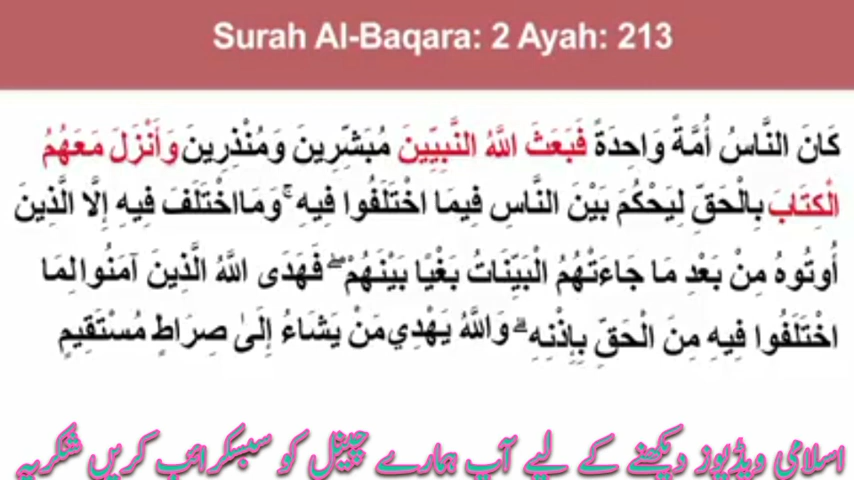 Surah Al-Baqara: 2 Ayah: 213
كَانَ النَّاسُ أُمَّةً وَاحِدَةً فَبَعَثَ اللَّهُ النَّبِيِّينَ مُبَشِّرِينَ وَمُنْذِرِينَ وَأَنْزَلَ مَعَهُمُ
الْكِتَابَ بِالْحَقِّ لِيَحْكُمَ بَيْنَ النَّاسِ فِيمَا اخْتَلَفُوا فِيهِ ۚ وَمَا اخْتَلَفَ فِيهِ إِلَّا الَّذِينَ
أُوتُوهُ مِنْ بَعْدِ مَا جَاءَتْهُمُ الْبَيِّنَاتُ بَغْيًا بَيْنَهُمْ ۖ فَهَدَى اللَّهُ الَّذِينَ آمَنُوا لِمَا
اخْتَلَفُوا فِيهِ مِنَ الْحَقِّ بِإِذْنِهِ ۗ وَاللَّهُ يَهْدِي مَنْ يَشَاءُ إِلَىٰ صِرَاطٍ مُسْتَقِيمٍ
اسلامی ویڈیوز دیکھنے کے لیے آپ ہمارے چینل کو سبسکرائب کریں شکریہ